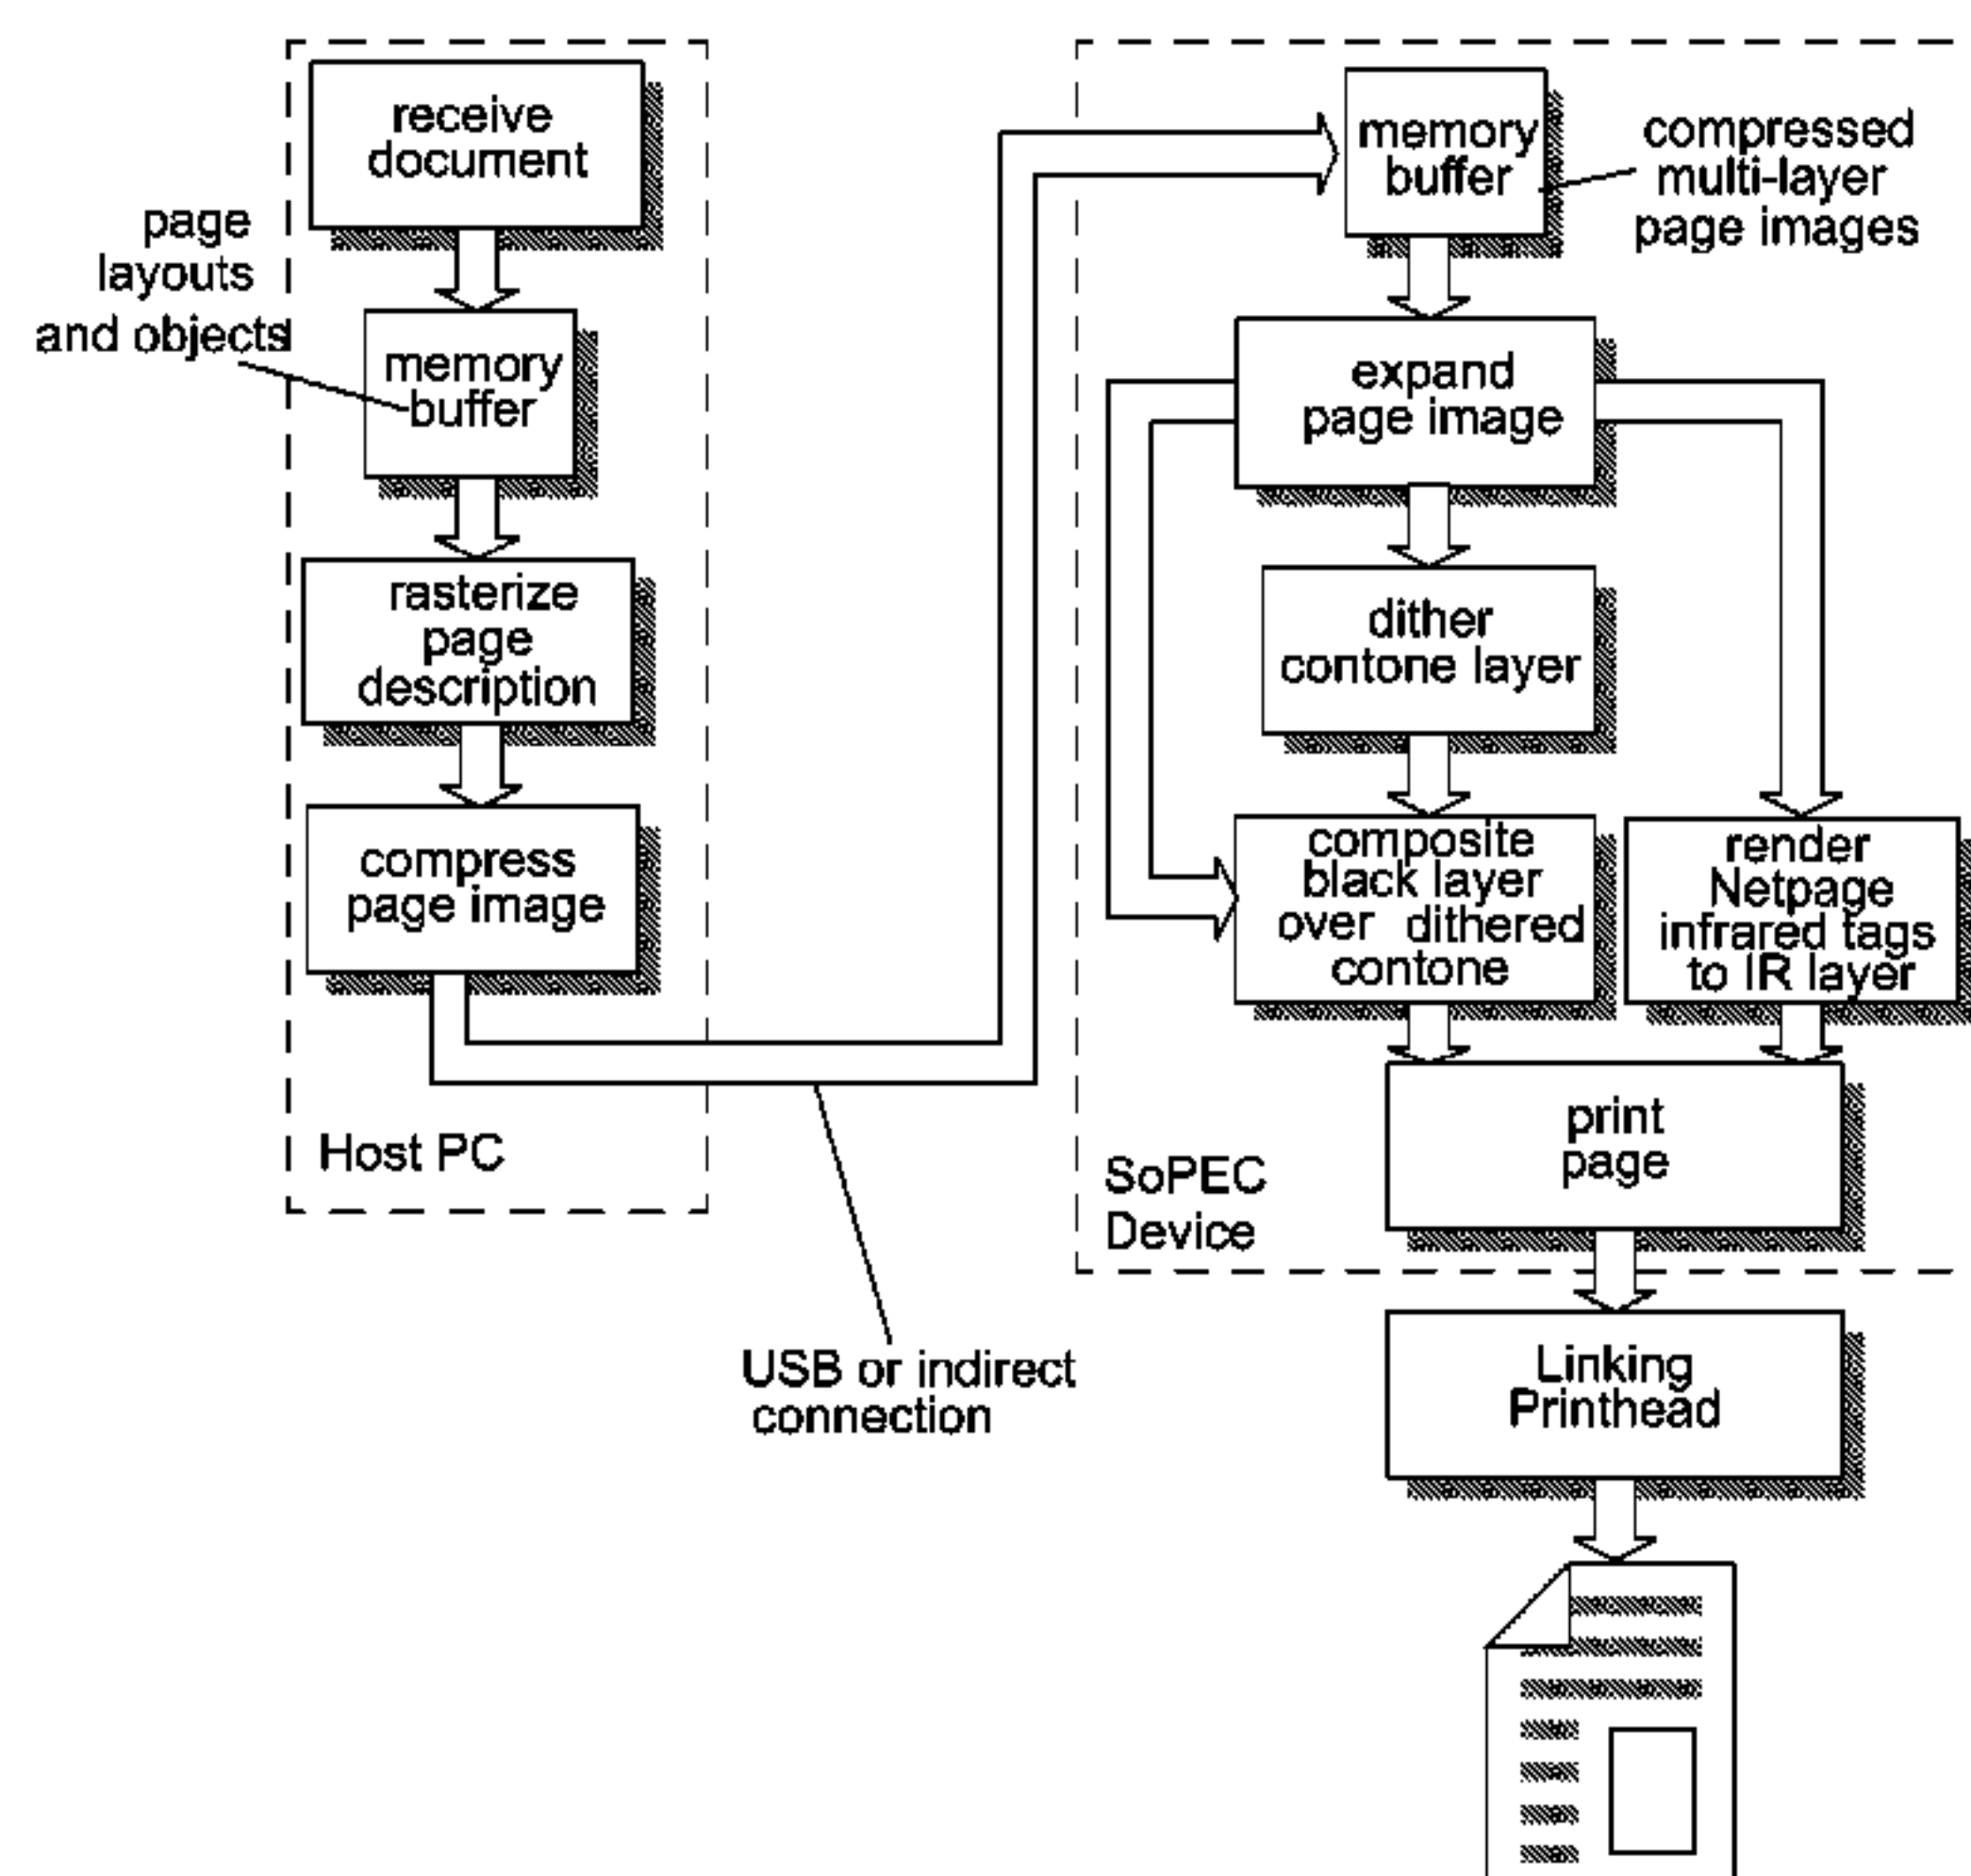 receive
document
page
layouts
and objects
memory
buffer
rasterize
page
description
compress
page image
Host PC
USB or indirect
connection
memory
buffer
compressed
multi-layer
page images
expand
page image
dither
contone layer
composite
black layer
over dithered
contone
render
Netpage
infrared tags
to IR layer
print
page
SoPEC
Device
Linking
Printhead